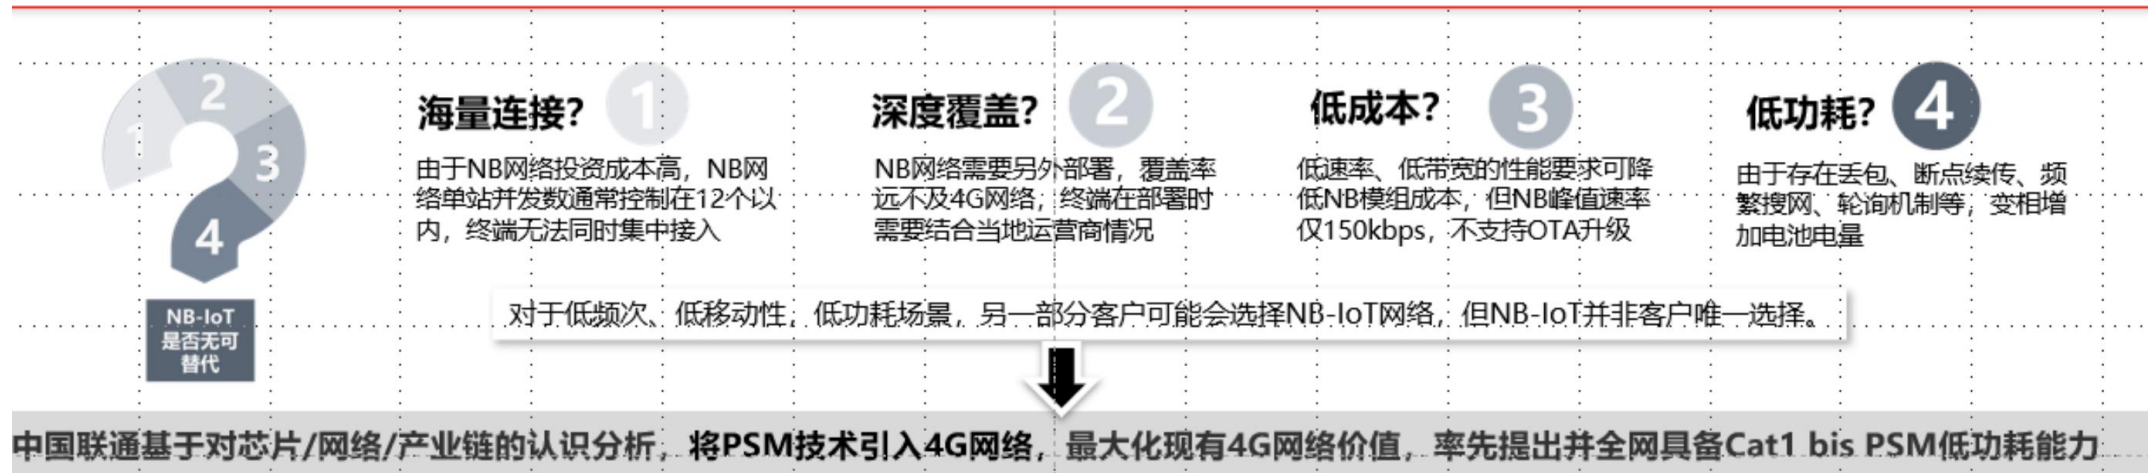 1
2
3
4
NB-IoT
是否无可
替代
海量连接？
1
由于NB网络投资成本高，NB网
络单站并发数通常控制在12个以
内，终端无法同时集中接入
深度覆盖？
2
NB网络需要另外部署，覆盖率
远不及4G网络，终端在部署时
需要结合当地运营商情况
低成本？
3
低速率、低带宽的性能要求可降
低NB模组成本，但NB峰值速率
仅150kbps，不支持OTA升级
低功耗？
4
由于存在丢包、断点续传、频
繁搜网、轮询机制等，变相增
加电池电量
对于低频次、低移动性，低功耗场景，另一部分客户可能会选择NB-IoT网络，但NB-IoT并非客户唯一选择。
中国联通基于对芯片/网络/产业链的认识分析，将PSM技术引入4G网络，最大化现有4G网络价值，率先提出并全网具备Cat1 bis PSM低功耗能力